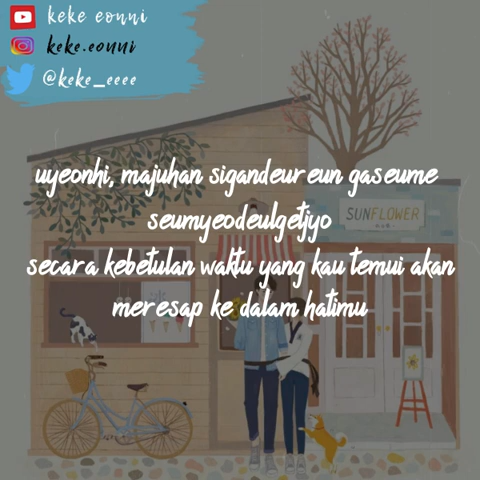 keke eonni
keke.eonni
@keke_eeee
uyeonhi, majuhan sigandeureun gaseume
seumyeodeulgetjyo
SUNFLOWER
secara kebetulan waktu yang kau temui akan
meresap ke dalam hatimu